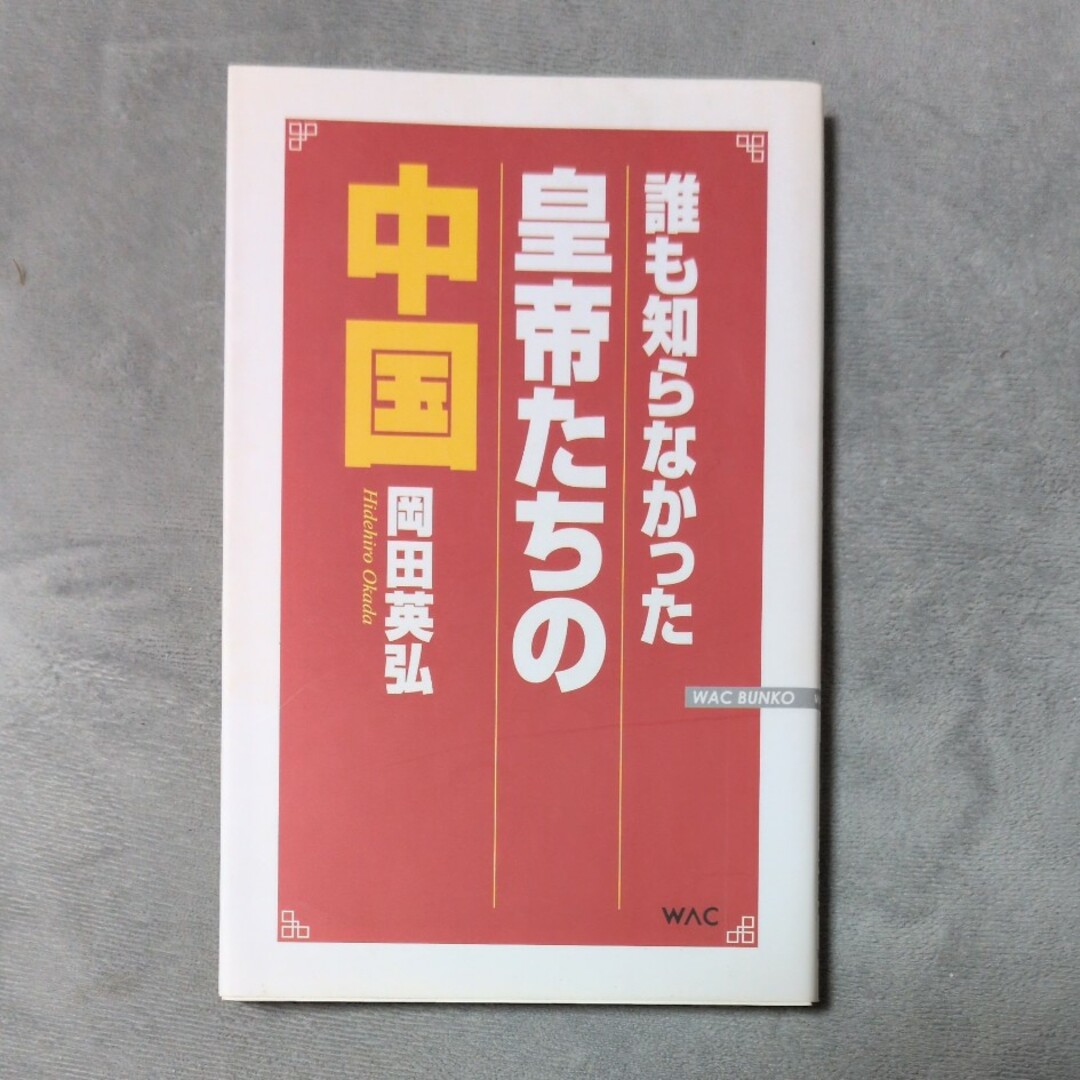 誰も知らなかった
皇帝たちの
中国
岡田英弘
Hidehiro Okada
WAC BUNKO
WAC